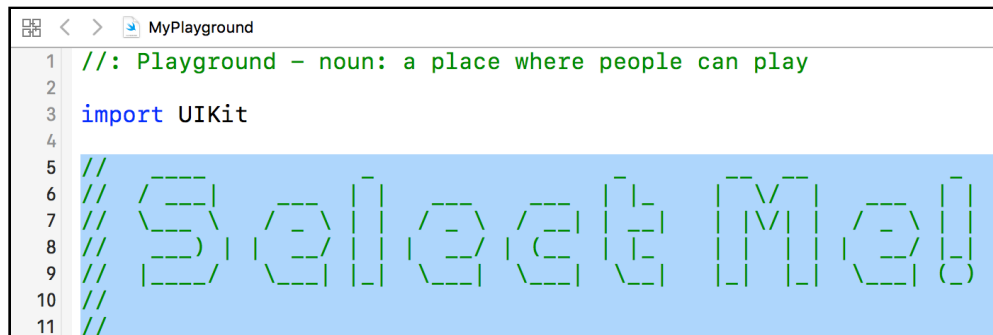 MyPlayground
1 //: Playground – noun: a place where people can play
2
3 import UIKit
4
5 //
6 //
7 //
8 //
9 //
Select Me!
10 //
11 //